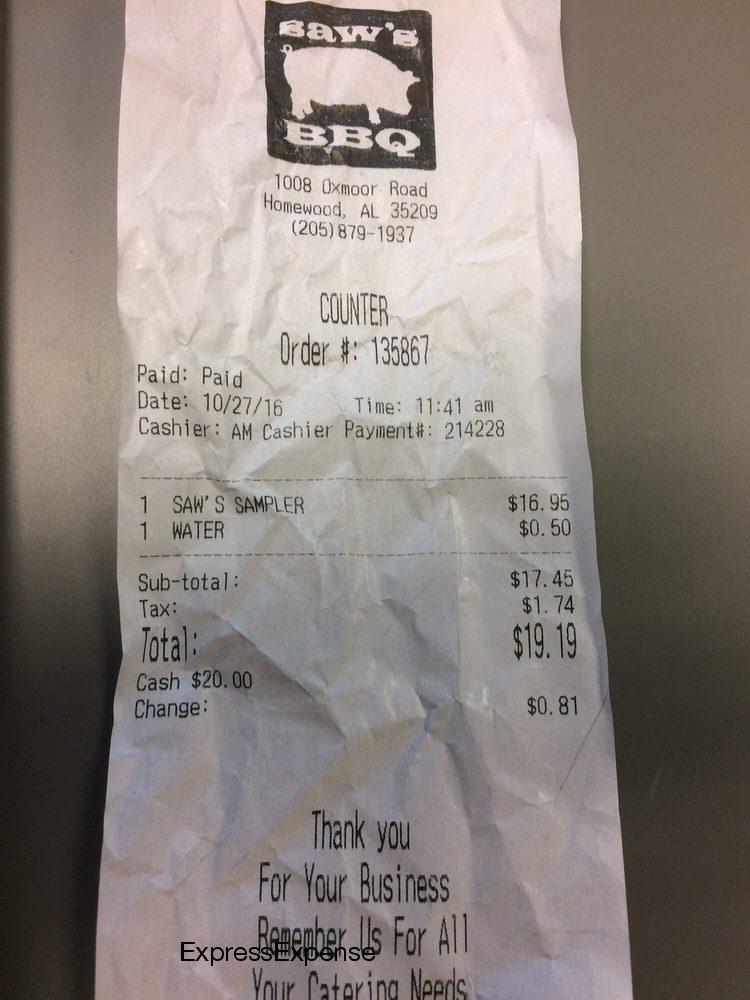 saw's
BBQ
1008 Oxmoor Road
Homewood, AL 35209
(205)879-1937
COUNTER
Order #: 135867
Paid: Paid
Date: 10/27/16 Time: 11:41 am
Cashier: AM Cashier Payment#: 214228
1 SAW'S SAMPLER $16.95
1 WATER $0.50
Sub-total: $17.45
Tax: $1.74
Total: $19.19
Cash $20.00
Change: $0.81
Thank you
For Your Business
Remember Us For All
ExpressExpense
Your Catering Needs